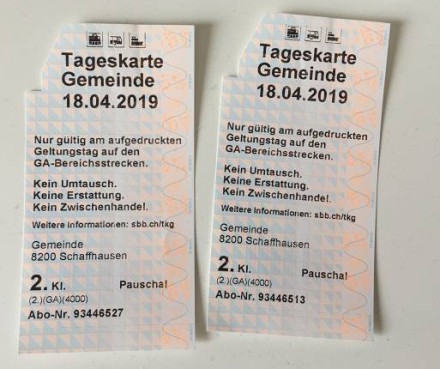 Tageskarte
Gemeinde
18.04.2019
Nur gültig am aufgedruckten
Geltungstag auf den
GA-Bereichsstrecken.
Kein Umtausch.
Keine Erstattung.
Kein Zwischenhandel.
Weitere Informationen: sbb.ch/tkg
Gemeinde
8200 Schaffhausen
2. Kl. Pauschal
(2.)(GA)(4000)
Abo-Nr. 93446527
Tageskarte
Gemeinde
18.04.2019
Nur gültig am aufgedruckten
Geltungstag auf den
GA-Bereichsstrecken.
Kein Umtausch.
Keine Erstattung.
Kein Zwischenhandel.
Weitere Informationen: sbb.ch/tkg
Gemeinde
8200 Schaffhausen
2. Kl. Pauschal
(2.)(GA)(4000)
Abo-Nr. 93446513